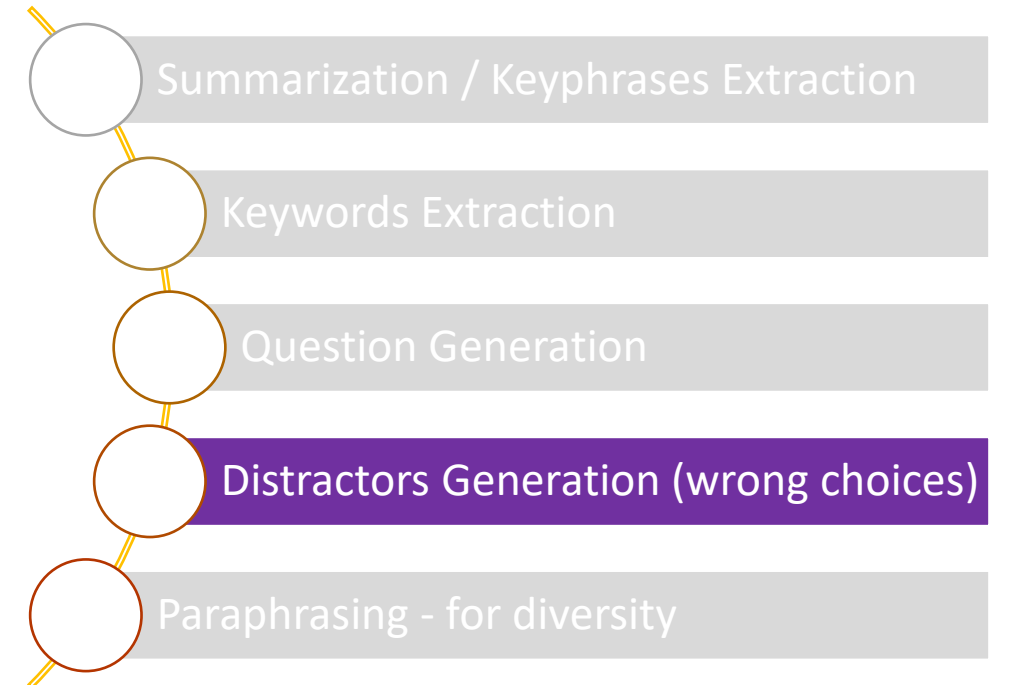 Summarization / Keyphrases Extraction
Keywords Extraction
Question Generation
Distractors Generation (wrong choices)
Paraphrasing - for diversity